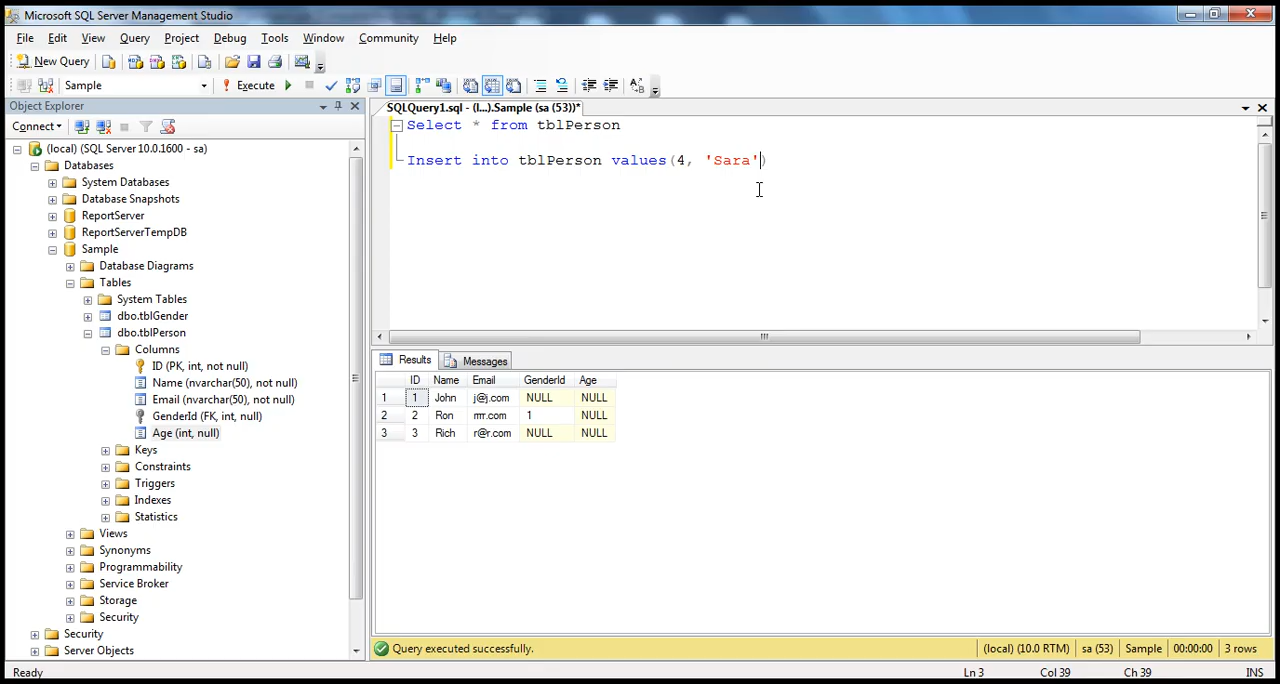 Microsoft SQL Server Management Studio
File Edit View Query Project Debug Tools Window Community Help
New Query
Sample Execute
Object Explorer
Connect
(local) (SQL Server 10.0.1600 - sa)
Databases
System Databases
Database Snapshots
ReportServer
ReportServerTempDB
Sample
Database Diagrams
Tables
System Tables
dbo.tblGender
dbo.tblPerson
Columns
ID (PK, int, not null)
Name (nvarchar(50), not null)
Email (nvarchar(50), not null)
GenderId (FK, int, null)
Age (int, null)
Keys
Constraints
Triggers
Indexes
Statistics
Views
Synonyms
Programmability
Service Broker
Storage
Security
Security
Server Objects
SQLQuery1.sql - (l...).Sample (sa (53))*
Select * from tblPerson
Insert into tblPerson values(4, 'Sara')
Results Messages
ID Name Email GenderId Age
1 1 John j@j.com NULL NULL
2 2 Ron rrrr.com 1 NULL
3 3 Rich r@r.com NULL NULL
Query executed successfully. (local) (10.0 RTM) sa (53) Sample 00:00:00 3 rows
Ready Ln 3 Col 39 Ch 39 INS